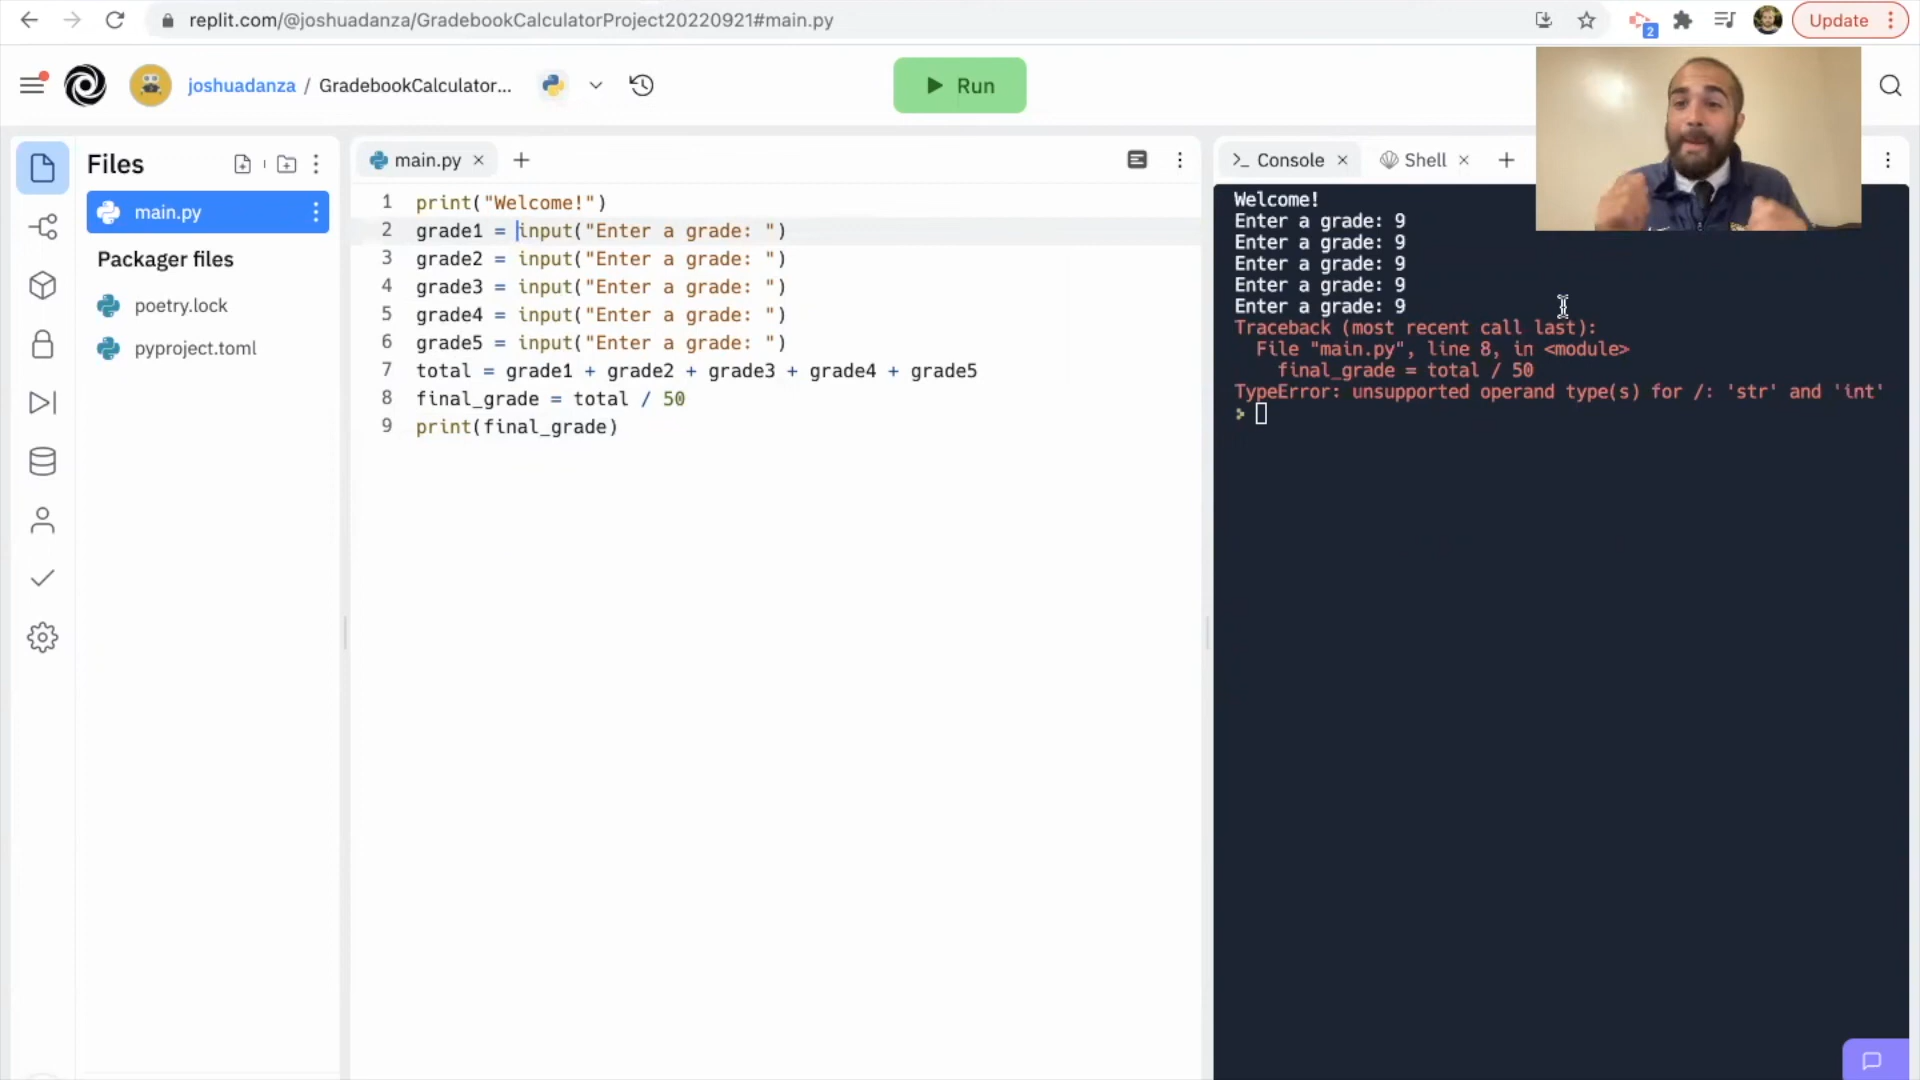 replit.com/@joshuadanza/GradebookCalculatorProject20220921#main.py
2
Update
joshuadanza / GradebookCalculator...
Run
Files
main.py
Packager files
poetry.lock
pyproject.toml
main.py
1 print("Welcome!")
2 grade1 = input("Enter a grade: ")
3 grade2 = input("Enter a grade: ")
4 grade3 = input("Enter a grade: ")
5 grade4 = input("Enter a grade: ")
6 grade5 = input("Enter a grade: ")
7 total = grade1 + grade2 + grade3 + grade4 + grade5
8 final_grade = total / 50
9 print(final_grade)
>_ Console
Shell
Welcome!
Enter a grade: 9
Enter a grade: 9
Enter a grade: 9
Enter a grade: 9
Enter a grade: 9
Traceback (most recent call last):
File "main.py", line 8, in <module>
final_grade = total / 50
TypeError: unsupported operand type(s) for /: 'str' and 'int'